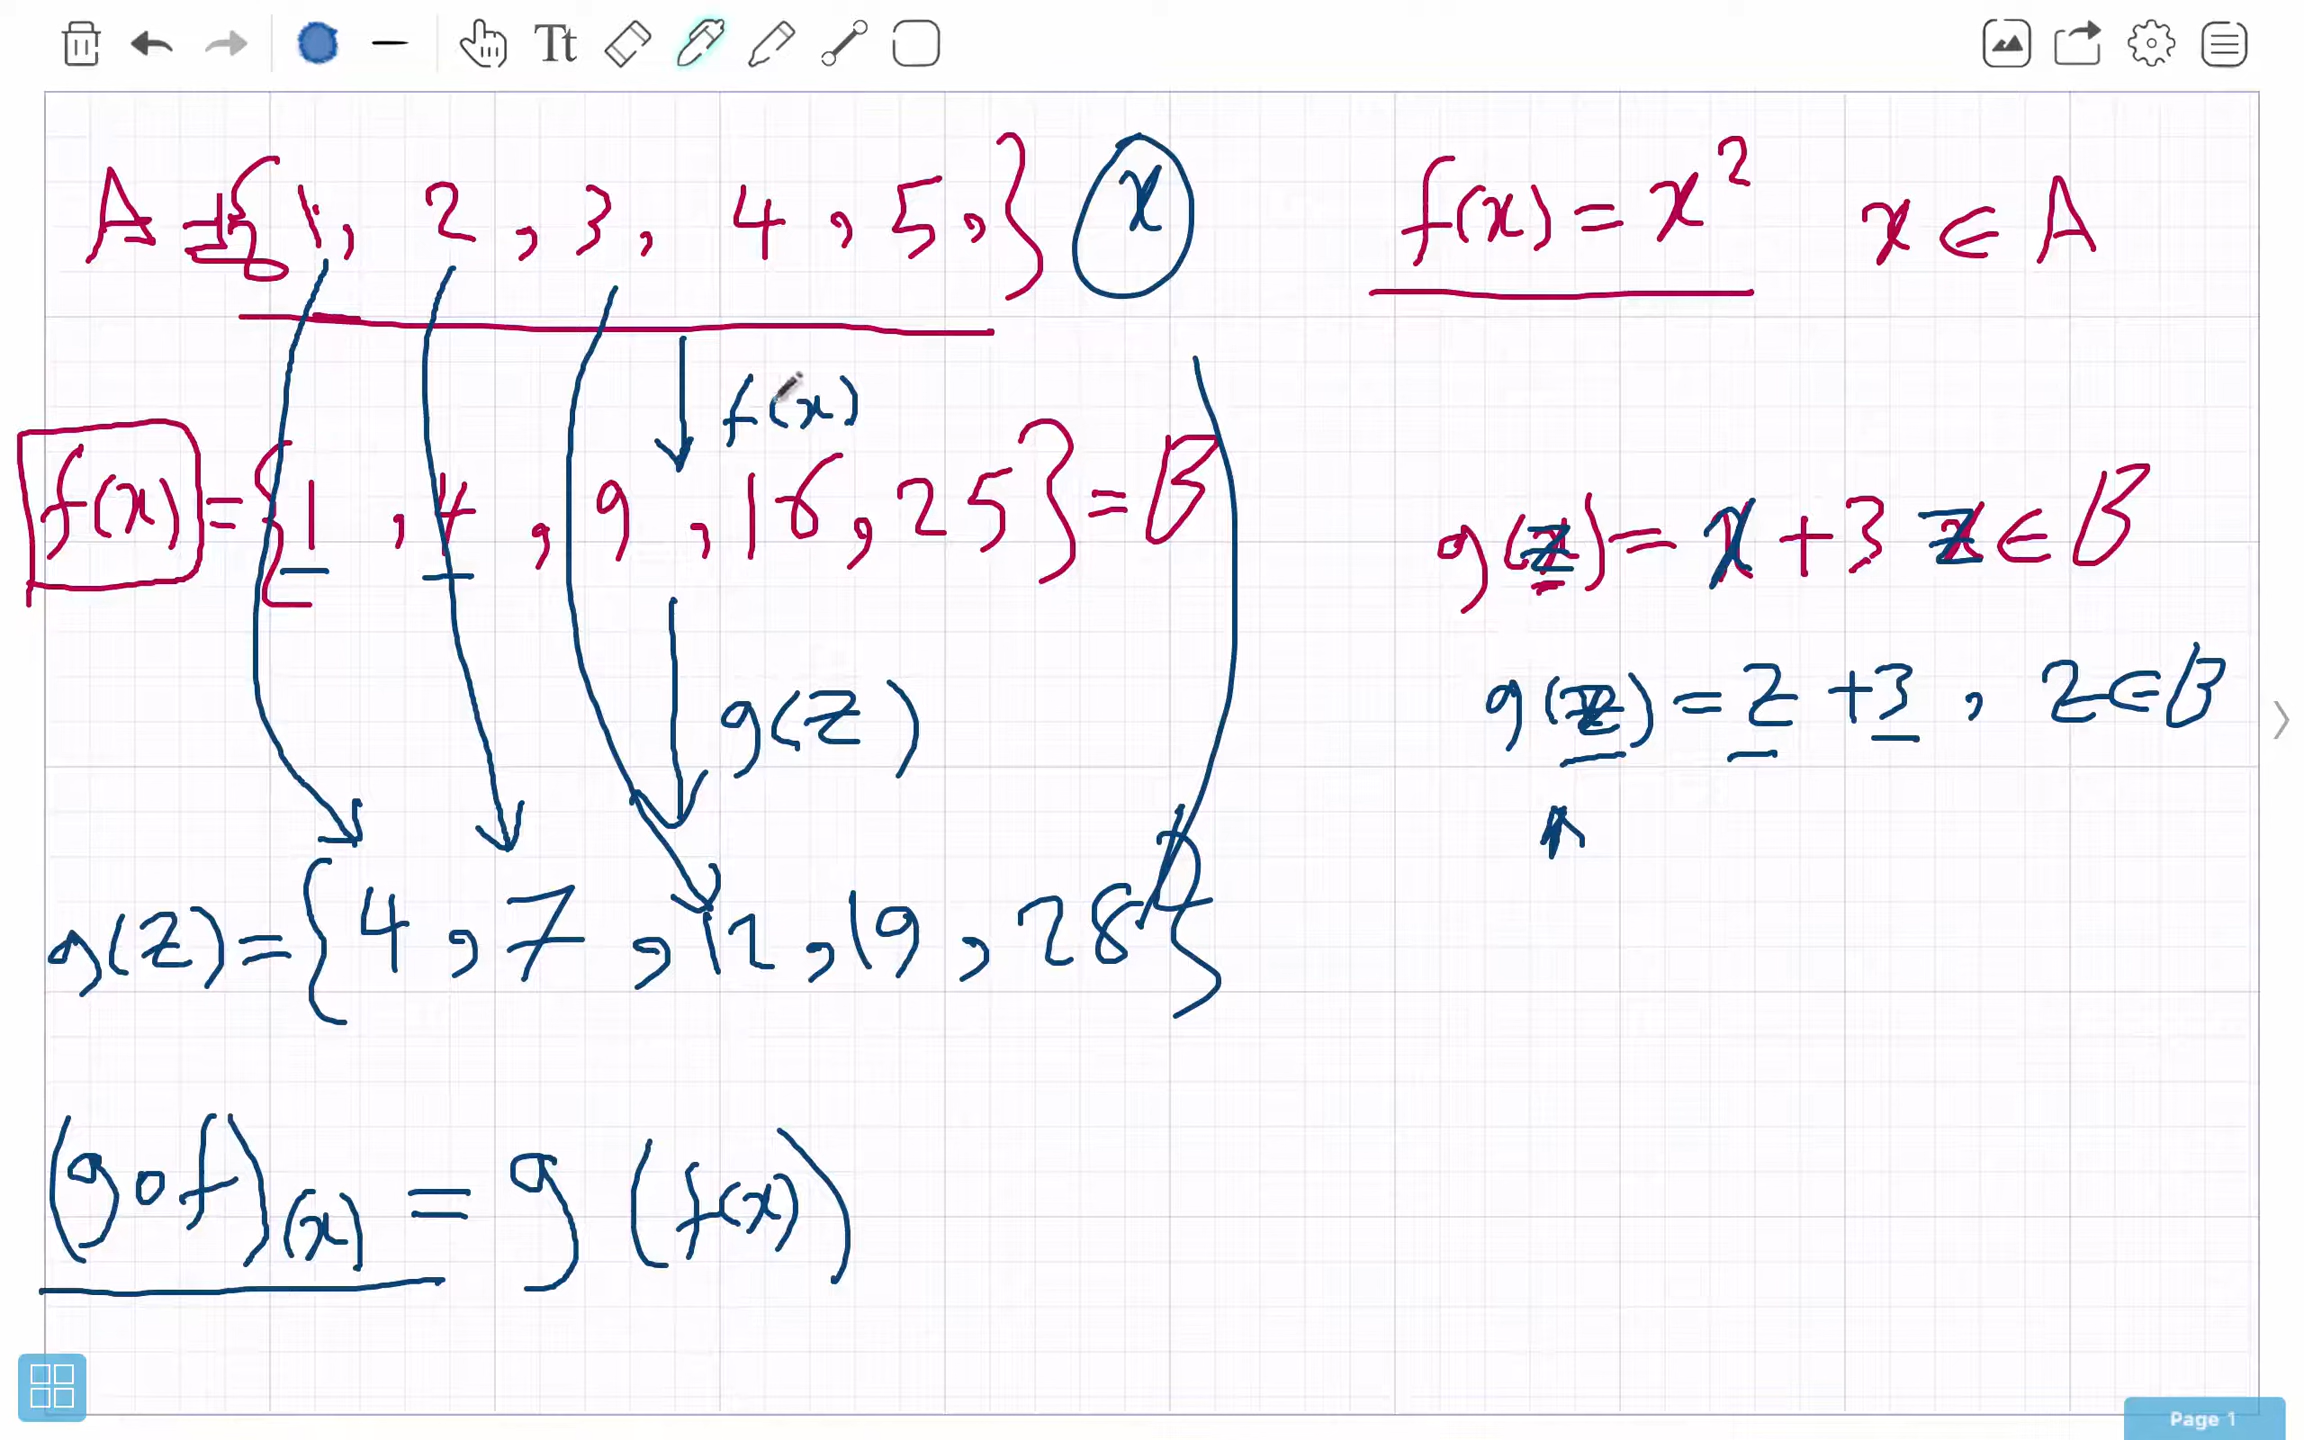 Tt
A = { 1, 2, 3, 4, 5, } x
f(x) = x² x ∈ A
f(x)
f(x) = { 1, 4, 9, 16, 25 } = B
g(z) = x + 3 z ∈ B
g(z)
g(z) = z + 3, z ∈ B
g(z) = { 4, 7, 12, 19, 28 }
(gof)(x) = g (f(x))
Page 1